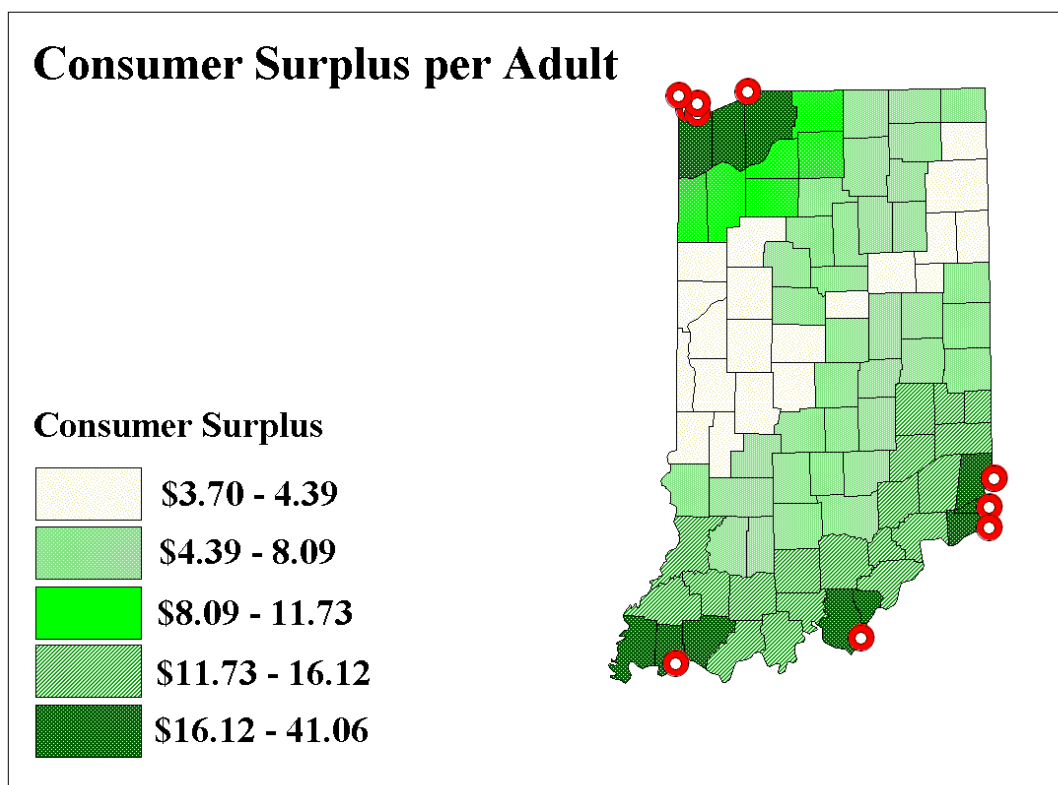 Consumer Surplus per Adult
Consumer Surplus
$3.70 - 4.39
$4.39 - 8.09
$8.09 - 11.73
$11.73 - 16.12
$16.12 - 41.06